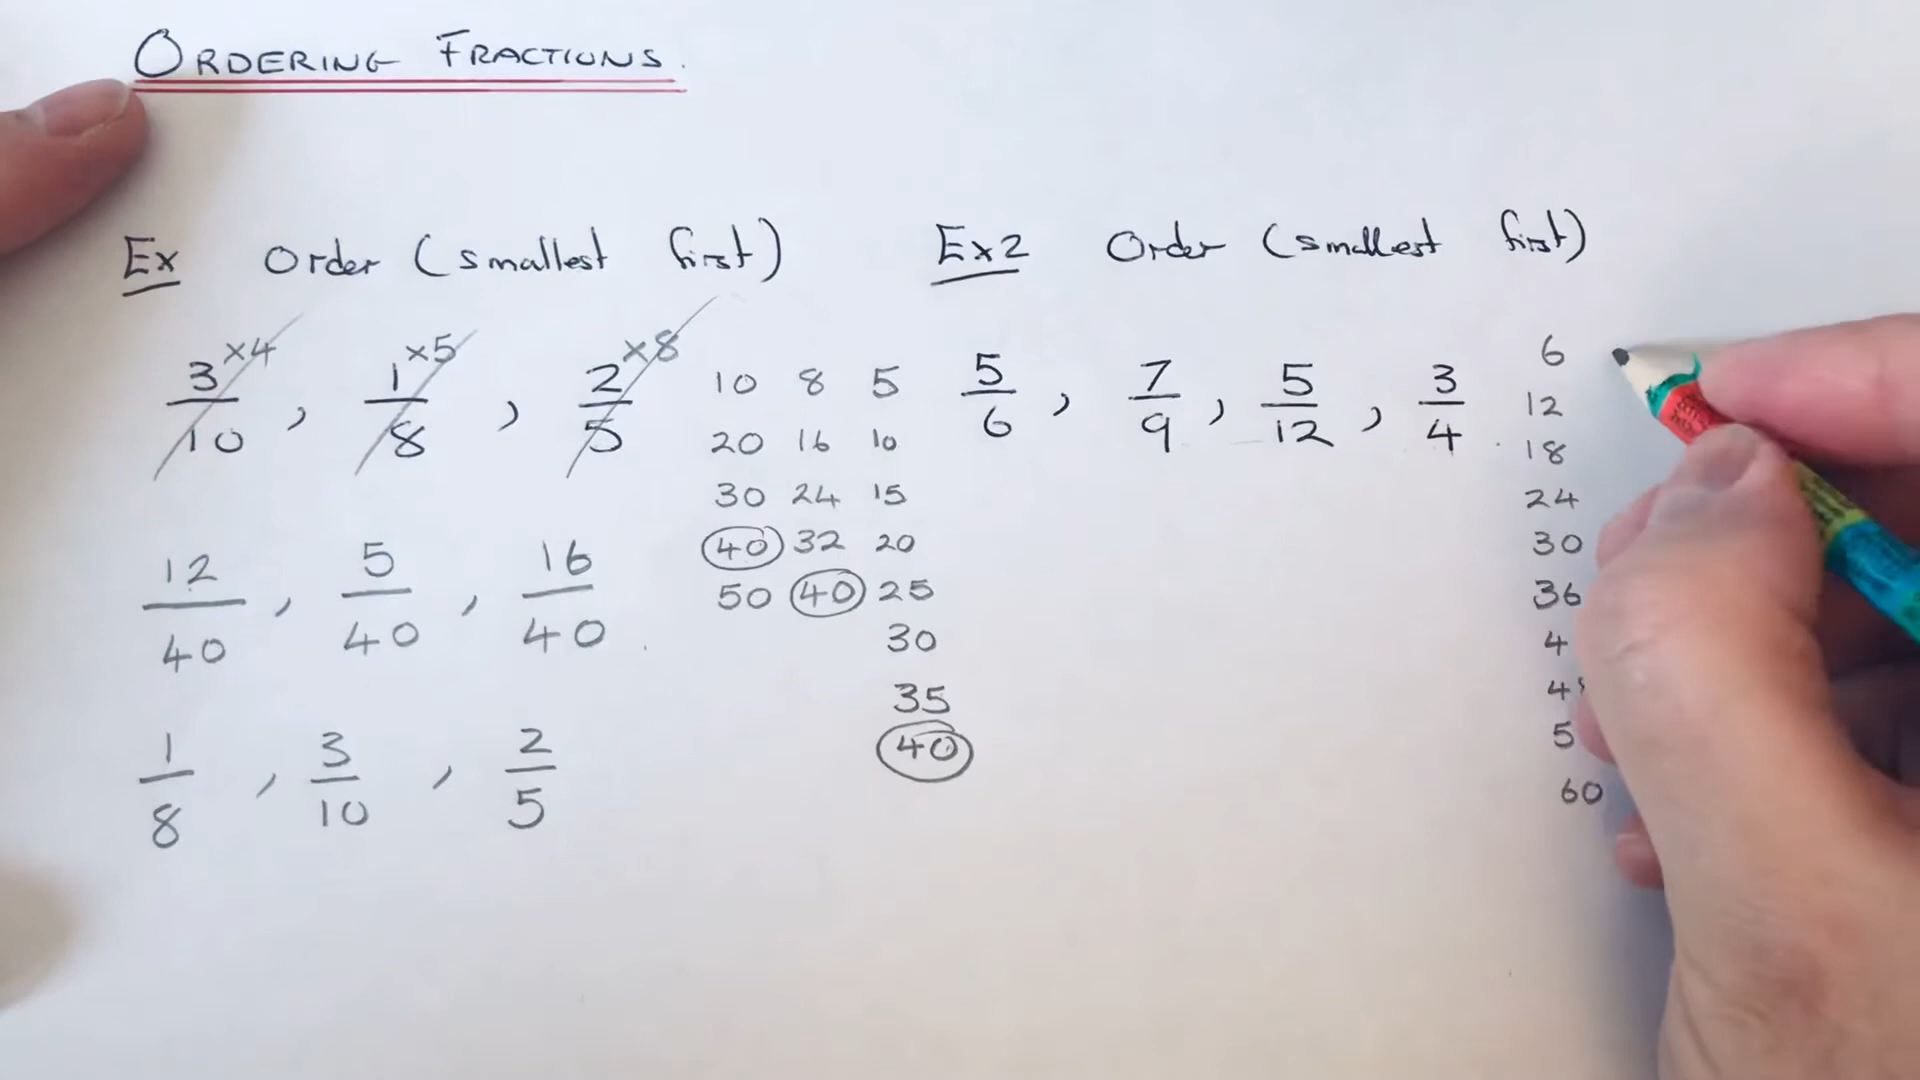 ORDERING FRACTIONS.
Ex Order (smallest first)
3/10 ×4 , 1/8 ×5 , 2/5 ×8
12/40 , 5/40 , 16/40
1/8 , 3/10 , 2/5
10 8 5
20 16 10
30 24 15
40 32 20
50 40 25
30
35
40
Ex2 Order (smallest first)
5/6 , 7/9 , 5/12 , 3/4
6
12
18
24
30
36
60